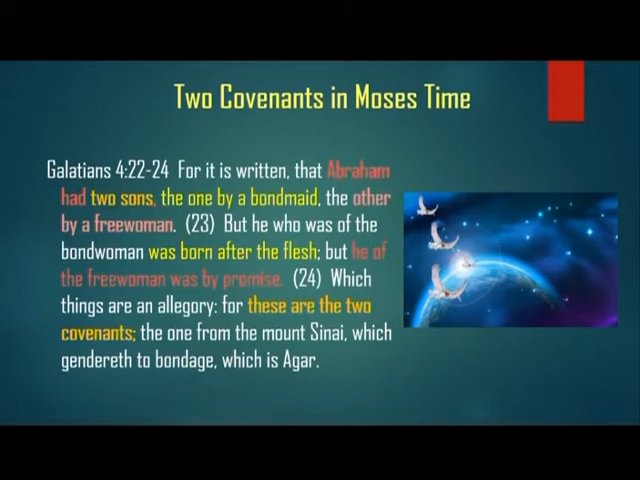 Two Covenants in Moses Time
Galatians 4:22-24 For it is written, that Abraham
had two sons, the one by a bondmaid, the other
by a freewoman. (23) But he who was of the
bondwoman was born after the flesh; but he of
the freewoman was by promise. (24) Which
things are an allegory: for these are the two
covenants; the one from the mount Sinai, which
gendereth to bondage, which is Agar.